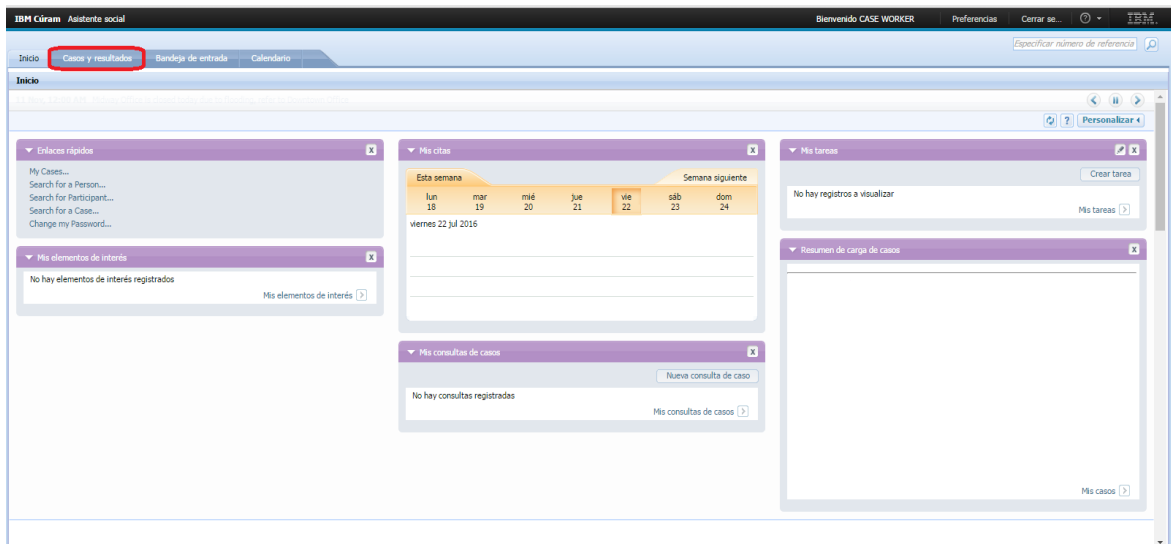 IBM Cúram Asistente social
Bienvenido CASE WORKER
Preferencias
Cerrar se...
?
IBM.
Especificar número de referencia
Inicio
Casos y resultados
Bandeja de entrada
Calendario
Inicio
? Personalizar
Enlaces rápidos
X
My Cases...
Search for a Person...
Search for Participant...
Search for a Case...
Change my Password...
Mis elementos de interés
X
No hay elementos de interés registrados
Mis elementos de interés
Mis citas
X
Esta semana
Semana siguiente
lun mar mié jue vie sáb dom
18 19 20 21 22 23 24
viernes 22 jul 2016
Mis consultas de casos
X
Nueva consulta de caso
No hay consultas registradas
Mis consultas de casos
Mis tareas
X
Crear tarea
No hay registros a visualizar
Mis tareas
Resumen de carga de casos
X
Mis casos